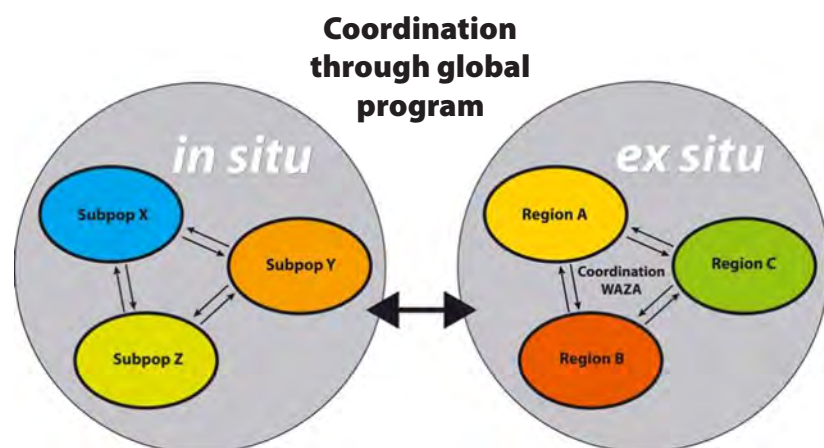 Coordination
through global
program
in situ
ex situ
Subpop X
Subpop Y
Subpop Z
Region A
Region C
Coordination
WAZA
Region B